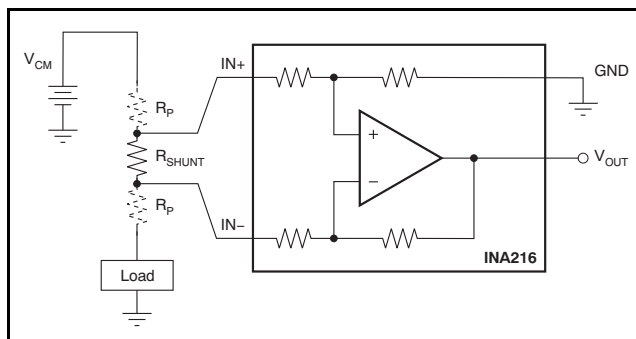 V_CM
IN+
GND
R_P
R_SHUNT
+
V_OUT
−
R_P
IN−
INA216
Load